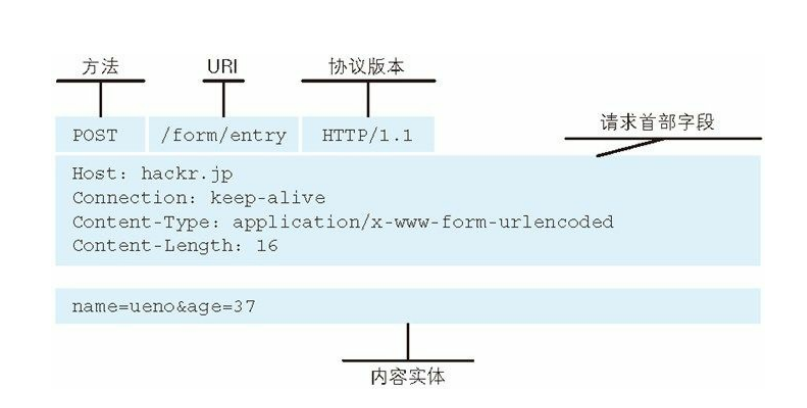 方法 URI 协议版本
请求首部字段
POST /form/entry HTTP/1.1
Host: hackr.jp
Connection: keep-alive
Content-Type: application/x-www-form-urlencoded
Content-Length: 16
name=ueno&age=37
内容实体